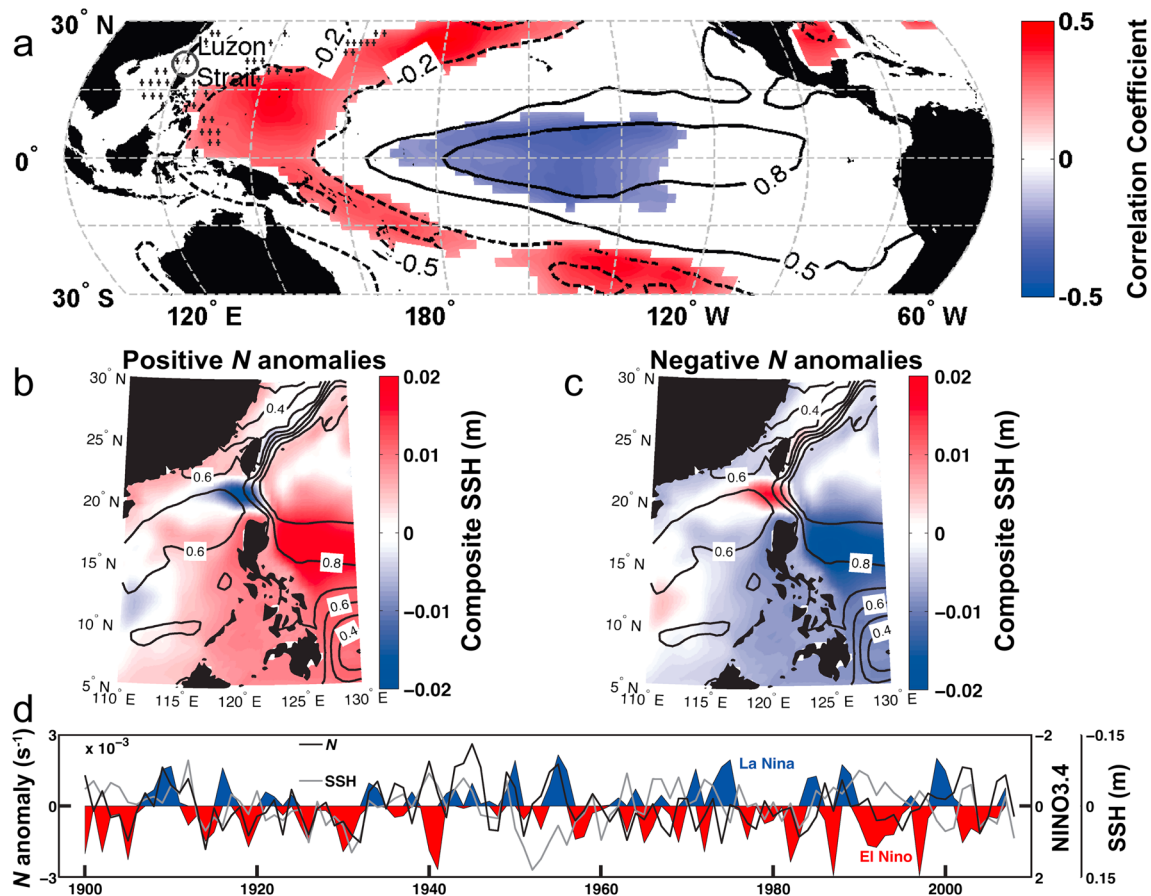 a
30° N
0°
30° S
120° E
180°
120° W
60° W
Luzon
Strait
-0.2
-0.2
0.8
0.5
-0.5
0.5
0
-0.5
Correlation Coefficient
b
Positive N anomalies
30° N
25° N
20° N
15° N
10° N
5° N
110° E
115° E
120° E
125° E
130° E
0.4
0.6
0.6
0.8
0.6
0.4
0.02
0.01
0
−0.01
−0.02
Composite SSH (m)
c
Negative N anomalies
30° N
25° N
20° N
15° N
10° N
5° N
110° E
115° E
120° E
125° E
130° E
0.4
0.6
0.6
0.8
0.6
0.4
0.02
0.01
0
−0.01
−0.02
Composite SSH (m)
d
N anomaly (s⁻¹)
3
0
−3
x 10⁻³
N
SSH
La Nina
El Nino
1900
1920
1940
1960
1980
2000
-2
0
2
NINO3.4
-0.15
0
0.15
SSH (m)